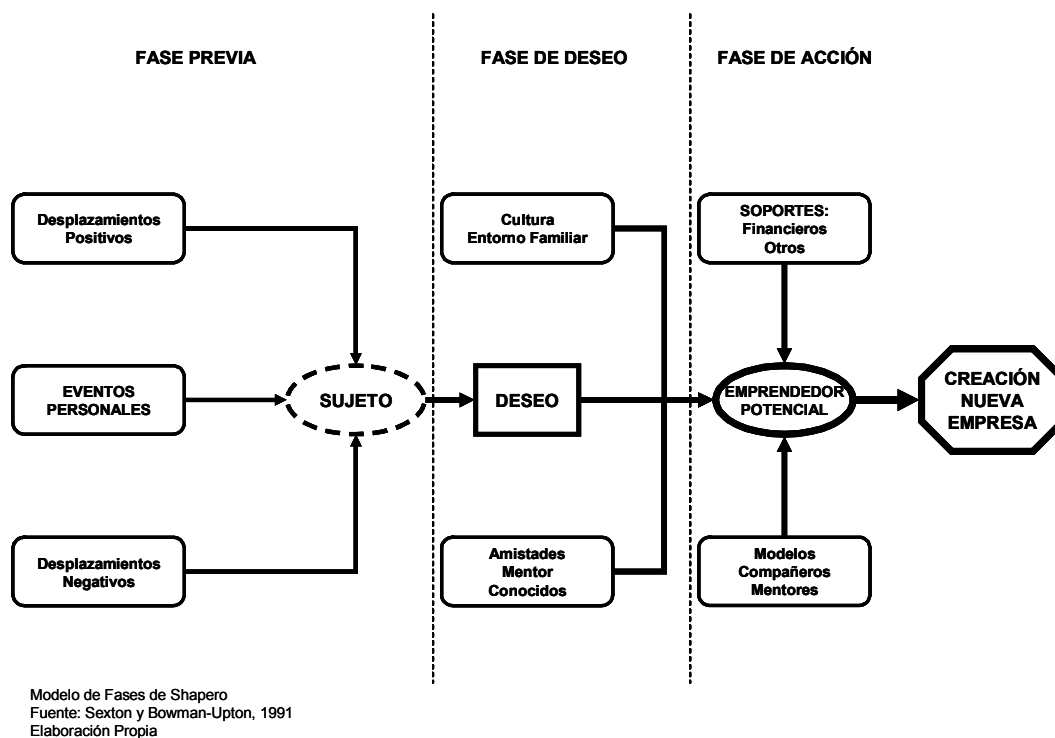 FASE PREVIA
FASE DE DESEO
FASE DE ACCIÓN
Desplazamientos
Positivos
Cultura
Entorno Familiar
SOPORTES:
Financieros
Otros
EVENTOS
PERSONALES
SUJETO
DESEO
EMPRENDEDOR
POTENCIAL
CREACIÓN
NUEVA
EMPRESA
Desplazamientos
Negativos
Amistades
Mentor
Conocidos
Modelos
Compañeros
Mentores
Modelo de Fases de Shapero
Fuente: Sexton y Bowman-Upton, 1991
Elaboración Propia